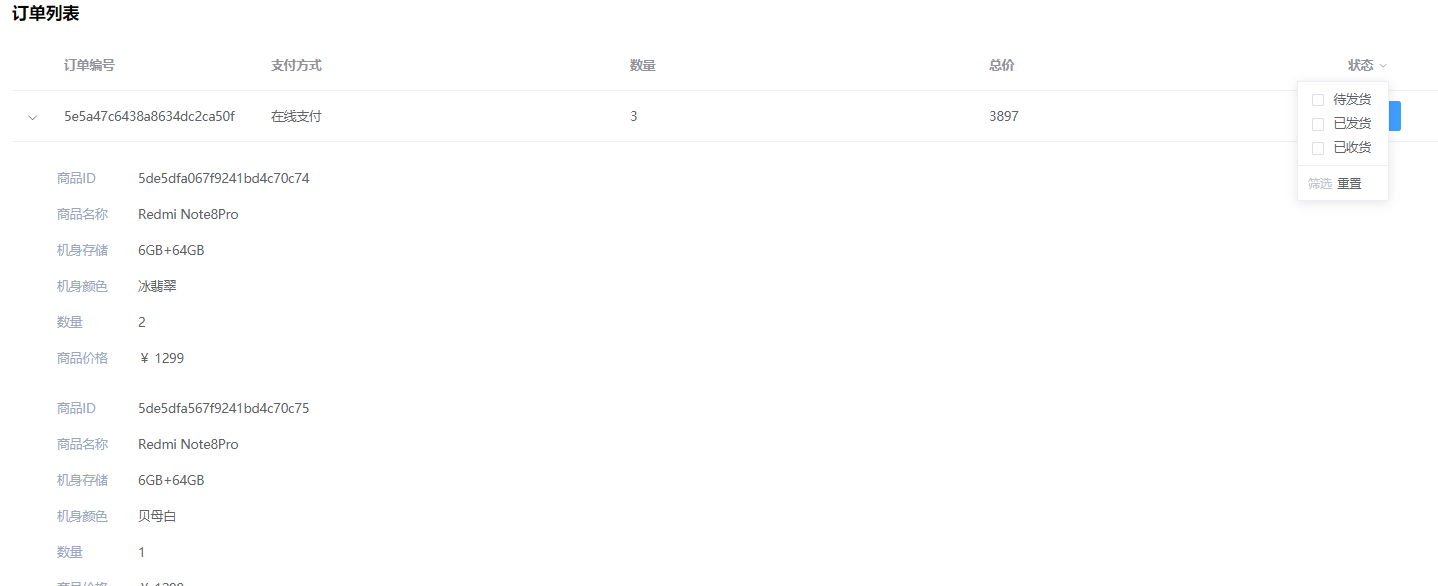 订单列表
订单编号 支付方式 数量 总价 状态
5e5a47c6438a8634dc2ca50f 在线支付 3 3897
待发货
已发货
已收货
筛选 重置
商品ID 5de5dfa067f9241bd4c70c74
商品名称 Redmi Note8Pro
机身存储 6GB+64GB
机身颜色 冰翡翠
数量 2
商品价格 ¥ 1299
商品ID 5de5dfa567f9241bd4c70c75
商品名称 Redmi Note8Pro
机身存储 6GB+64GB
机身颜色 贝母白
数量 1
商品价格 ¥ 1299